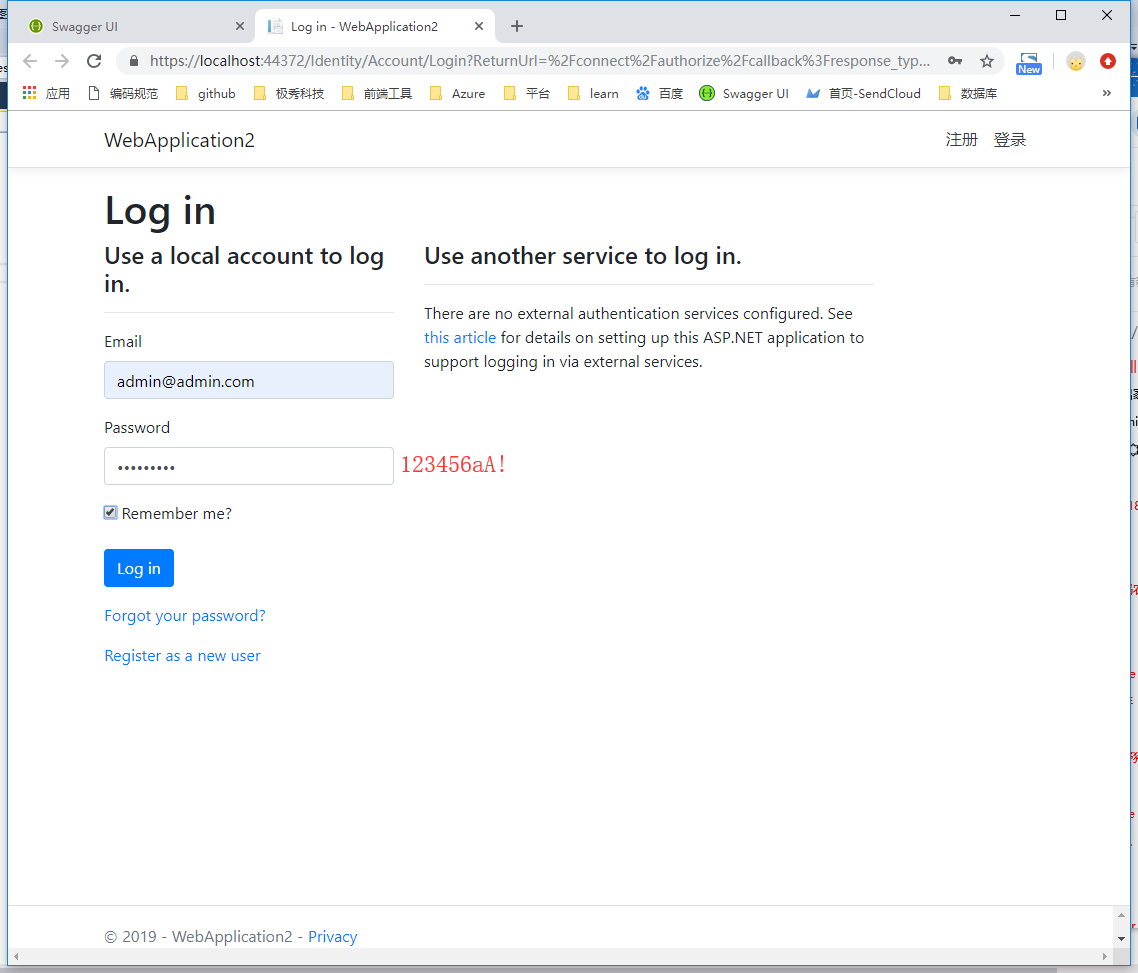 Swagger UI
Log in - WebApplication2
https://localhost:44372/Identity/Account/Login?ReturnUrl=%2Fconnect%2Fauthorize%2Fcallback%3Fresponse_typ...
New
应用 编码规范 github 极秀科技 前端工具 Azure 平台 learn 百度 Swagger UI 首页-SendCloud 数据库 »
WebApplication2 注册 登录
Log in
Use a local account to log
in.
Email
admin@admin.com
Password
123456aA!
Remember me?
Log in
Forgot your password?
Register as a new user
Use another service to log in.
There are no external authentication services configured. See
this article for details on setting up this ASP.NET application to
support logging in via external services.
© 2019 - WebApplication2 - Privacy